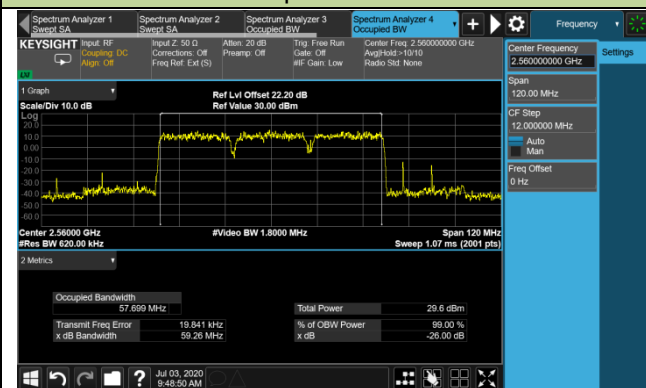 Spectrum Analyzer 1
Swept SA
Spectrum Analyzer 2
Swept SA
Spectrum Analyzer 3
Occupied BW
Spectrum Analyzer 4
Occupied BW
Frequency
KEYSIGHT
Input: RF
Coupling: DC
Align: Off
Input Z: 50 Ω
Corrections: Off
Freq Ref: Ext (S)
Atten: 20 dB
Preamp: Off
Trig: Free Run
Gate: Off
#IF Gain: Low
Center Freq: 2.560000000 GHz
Avg|Hold:>10/10
Radio Std: None
LXI
Center Frequency
2.560000000 GHz
Settings
Span
120.00 MHz
CF Step
12.000000 MHz
Auto
Man
Freq Offset
0 Hz
1 Graph
Scale/Div 10.0 dB
Ref Lvl Offset 22.20 dB
Ref Value 30.00 dBm
Log
20.0
10.0
0.00
-10.0
-20.0
-30.0
-40.0
-50.0
-60.0
Center 2.56000 GHz
#Res BW 620.00 kHz
#Video BW 1.8000 MHz
Span 120 MHz
Sweep 1.07 ms (2001 pts)
2 Metrics
Occupied Bandwidth
57.699 MHz
Total Power
29.6 dBm
Transmit Freq Error
19.841 kHz
% of OBW Power
99.00 %
x dB Bandwidth
59.26 MHz
x dB
-26.00 dB
?
Jul 03, 2020
9:48:50 AM